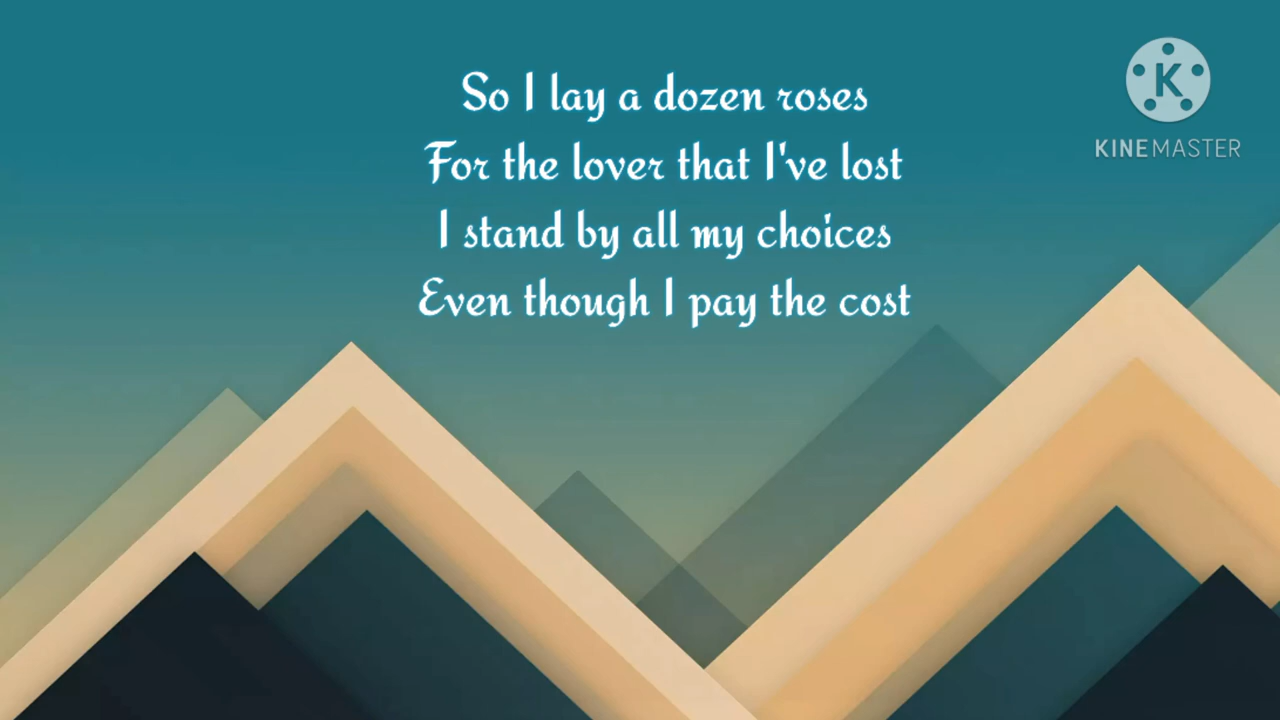 So I lay a dozen roses
For the lover that I've lost
I stand by all my choices
Even though I pay the cost
K
KINEMASTER